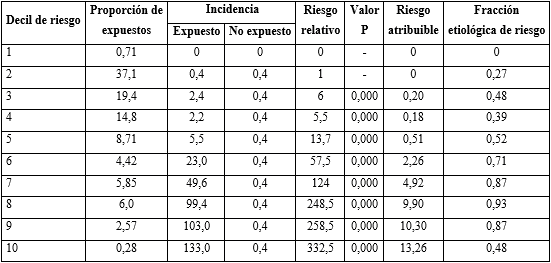 Decil de riesgo Proporción de expuestos Incidencia Riesgo relativo Valor P Riesgo atribuible Fracción etiológica de riesgo
Expuesto No expuesto
1 0,71 0 0 0 - 0 0
2 37,1 0,4 0,4 1 - 0 0,27
3 19,4 2,4 0,4 6 0,000 0,20 0,48
4 14,8 2,2 0,4 5,5 0,000 0,18 0,39
5 8,71 5,5 0,4 13,7 0,000 0,51 0,52
6 4,42 23,0 0,4 57,5 0,000 2,26 0,71
7 5,85 49,6 0,4 124 0,000 4,92 0,87
8 6,0 99,4 0,4 248,5 0,000 9,90 0,93
9 2,57 103,0 0,4 258,5 0,000 10,30 0,87
10 0,28 133,0 0,4 332,5 0,000 13,26 0,48